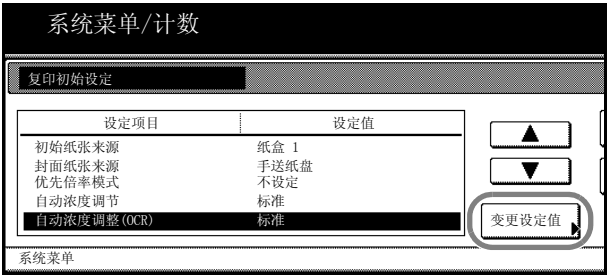 系统菜单/计数
复印初始设定
设定项目 设定值
初始纸张来源 纸盒 1
封面纸张来源 手送纸盘
优先倍率模式 不设定
自动浓度调节 标准
自动浓度调整(OCR) 标准
变更设定值
系统菜单